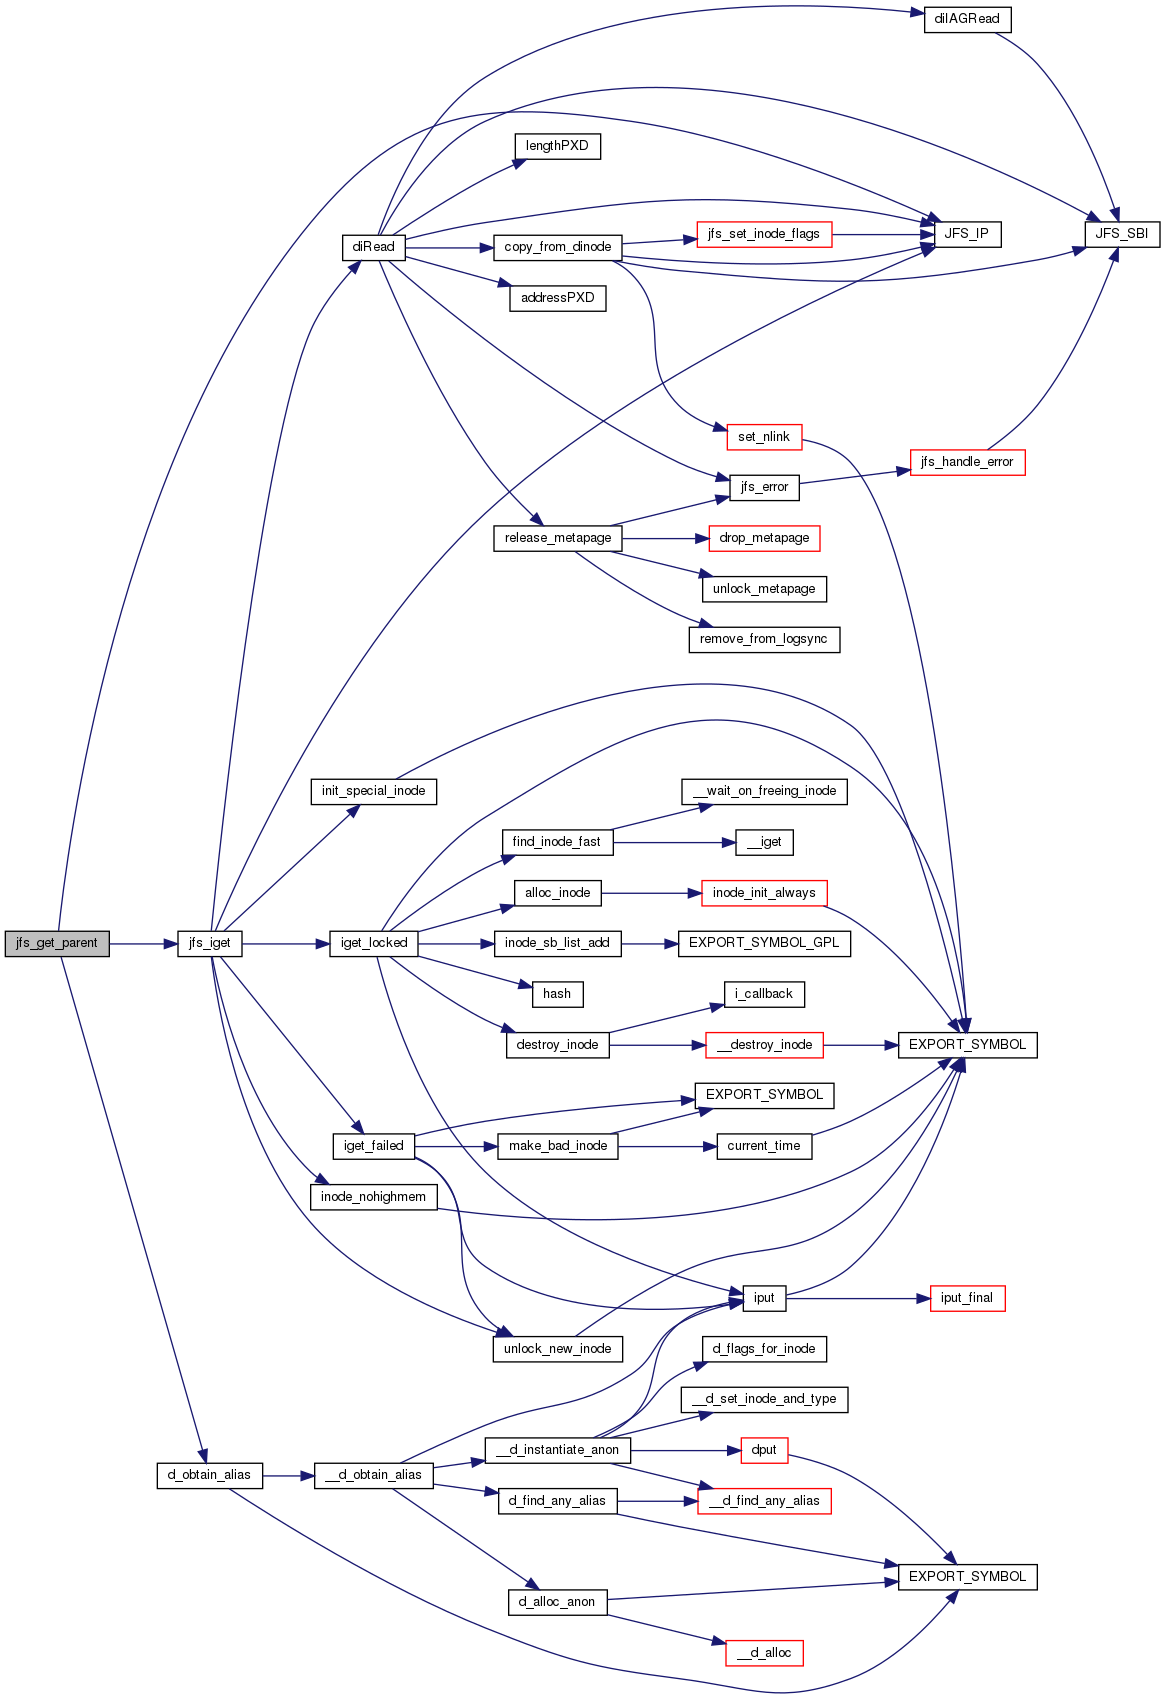 diIAGRead
lengthPXD
diRead
copy_from_dinode
jfs_set_inode_flags
JFS_IP
JFS_SBI
addressPXD
set_nlink
jfs_handle_error
jfs_error
release_metapage
drop_metapage
unlock_metapage
remove_from_logsync
init_special_inode
__wait_on_freeing_inode
find_inode_fast
__iget
alloc_inode
inode_init_always
jfs_get_parent
jfs_iget
iget_locked
inode_sb_list_add
EXPORT_SYMBOL_GPL
hash
i_callback
destroy_inode
__destroy_inode
EXPORT_SYMBOL
EXPORT_SYMBOL
iget_failed
make_bad_inode
current_time
inode_nohighmem
iput
iput_final
unlock_new_inode
d_flags_for_inode
__d_set_inode_and_type
__d_instantiate_anon
dput
d_obtain_alias
__d_obtain_alias
d_find_any_alias
__d_find_any_alias
EXPORT_SYMBOL
d_alloc_anon
__d_alloc